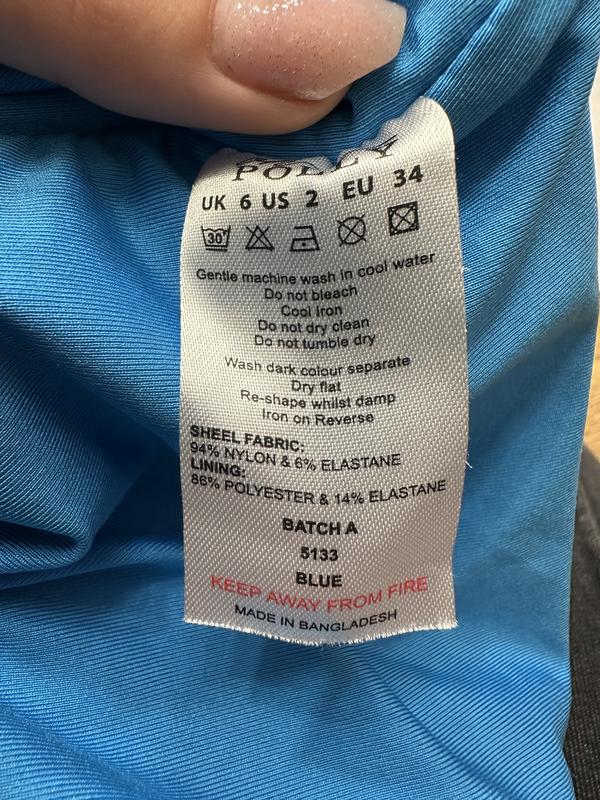 POLLY
UK 6 US 2 EU 34
30
Gentle machine wash in cool water
Do not bleach
Cool Iron
Do not dry clean
Do not tumble dry
Wash dark colour separate
Dry flat
Re-shape whilst damp
Iron on Reverse
SHEEL FABRIC:
94% NYLON & 6% ELASTANE
LINING:
86% POLYESTER & 14% ELASTANE
BATCH A
5133
BLUE
KEEP AWAY FROM FIRE
MADE IN BANGLADESH